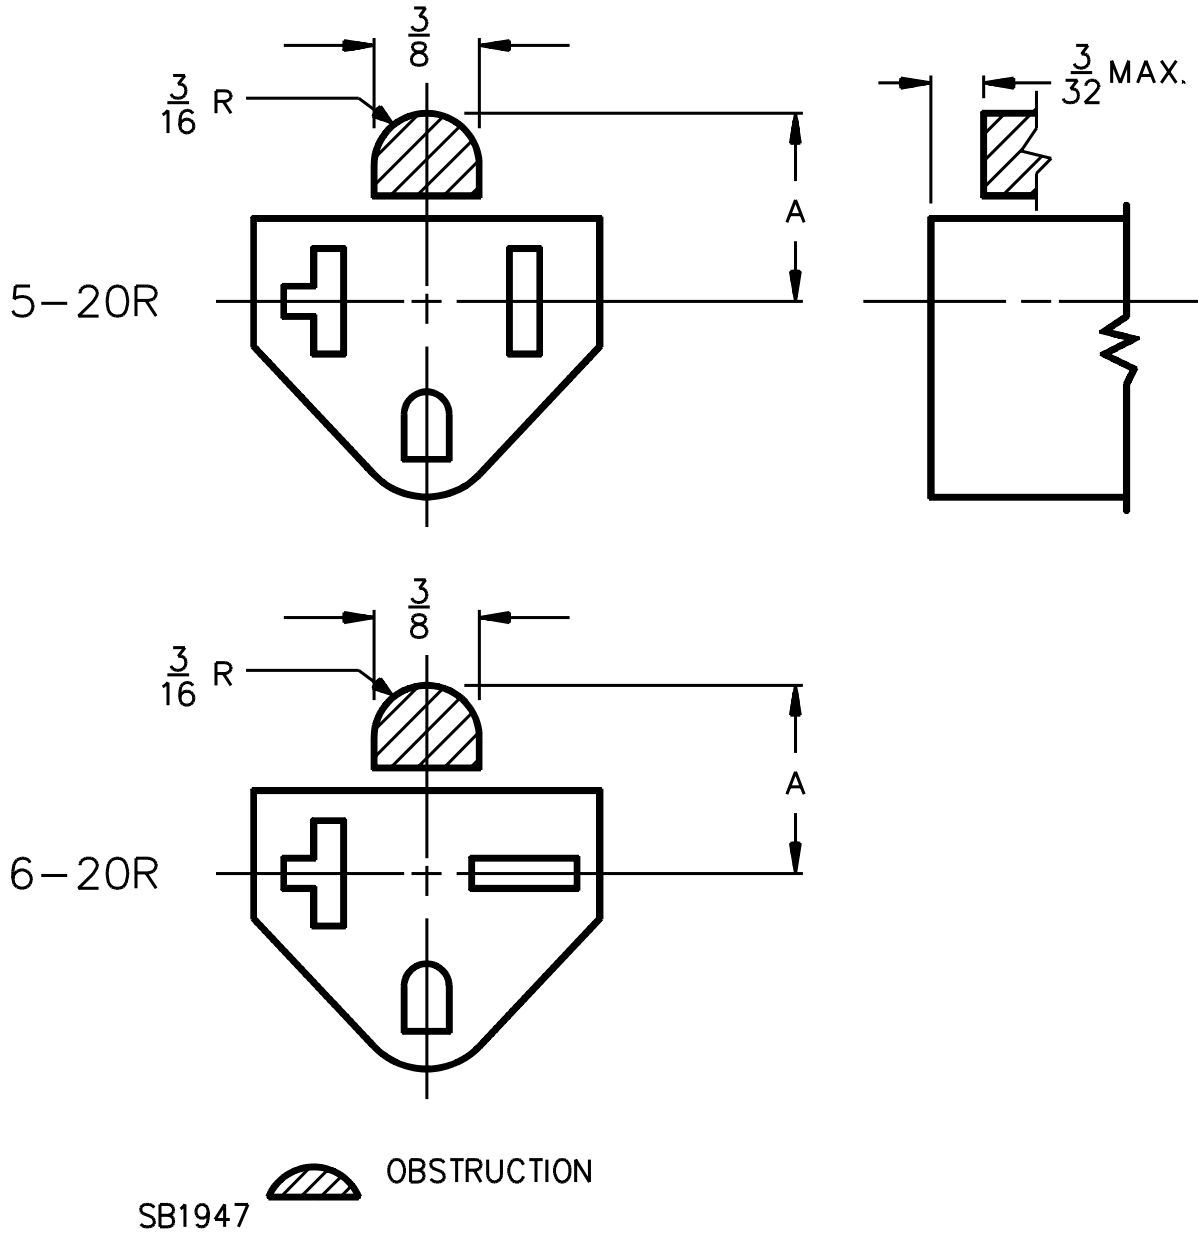 3/8
3/16 R
3/32 MAX.
A
5-20R
3/8
3/16 R
A
6-20R
OBSTRUCTION
SB1947